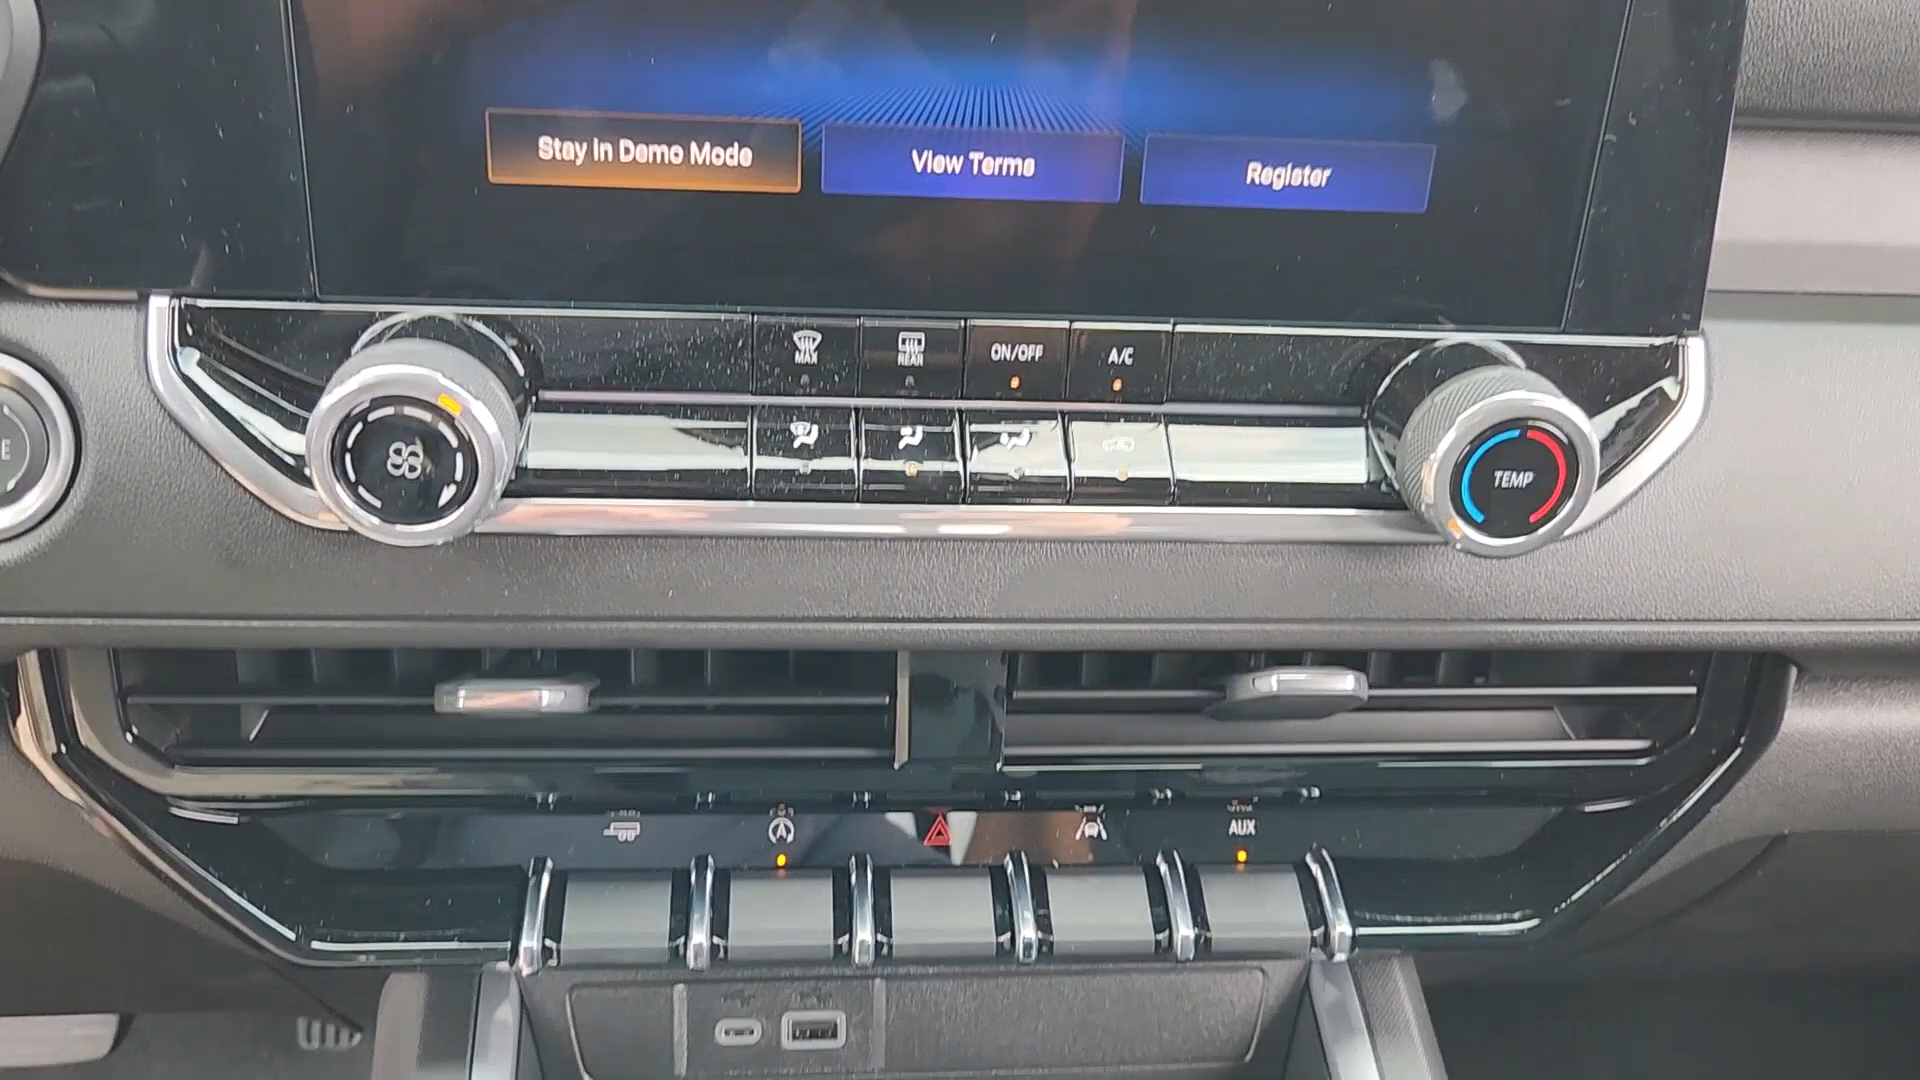 Stay in Demo Mode
View Terms
Register
MAX
REAR
ON/OFF
A/C
E
TEMP
A
AUX